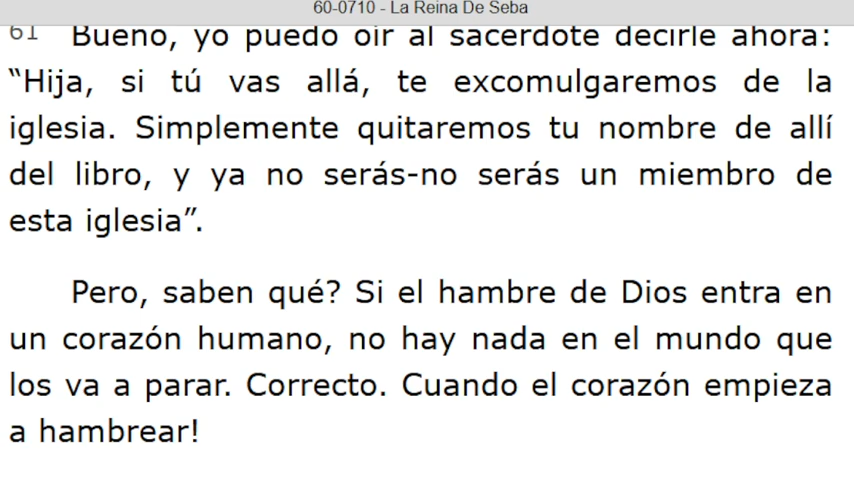 60-0710 - La Reina De Seba
61 Bueno, yo puedo oír al sacerdote decirle ahora:
“Hija, si tú vas allá, te excomulgaremos de la
iglesia. Simplemente quitaremos tu nombre de allí
del libro, y ya no serás-no serás un miembro de
esta iglesia”.
Pero, saben qué? Si el hambre de Dios entra en
un corazón humano, no hay nada en el mundo que
los va a parar. Correcto. Cuando el corazón empieza
a hambrear!